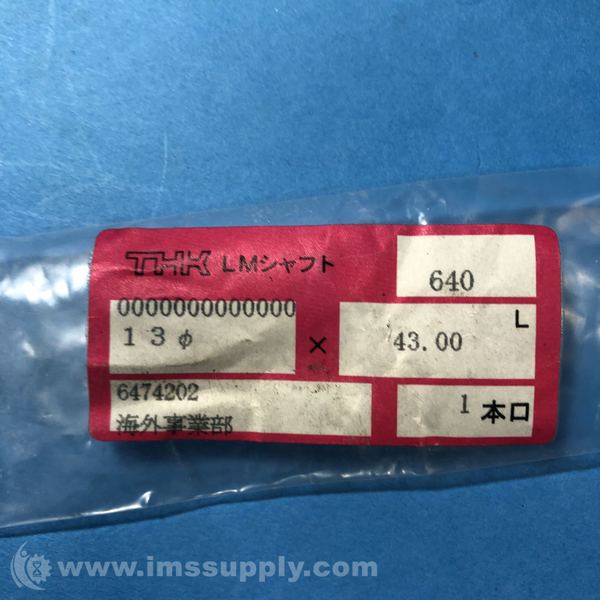 THK LMシャフト
640
0000000000000
13φ × 43.00 L
6474202
海外事業部
1 本口
www.imssupply.com